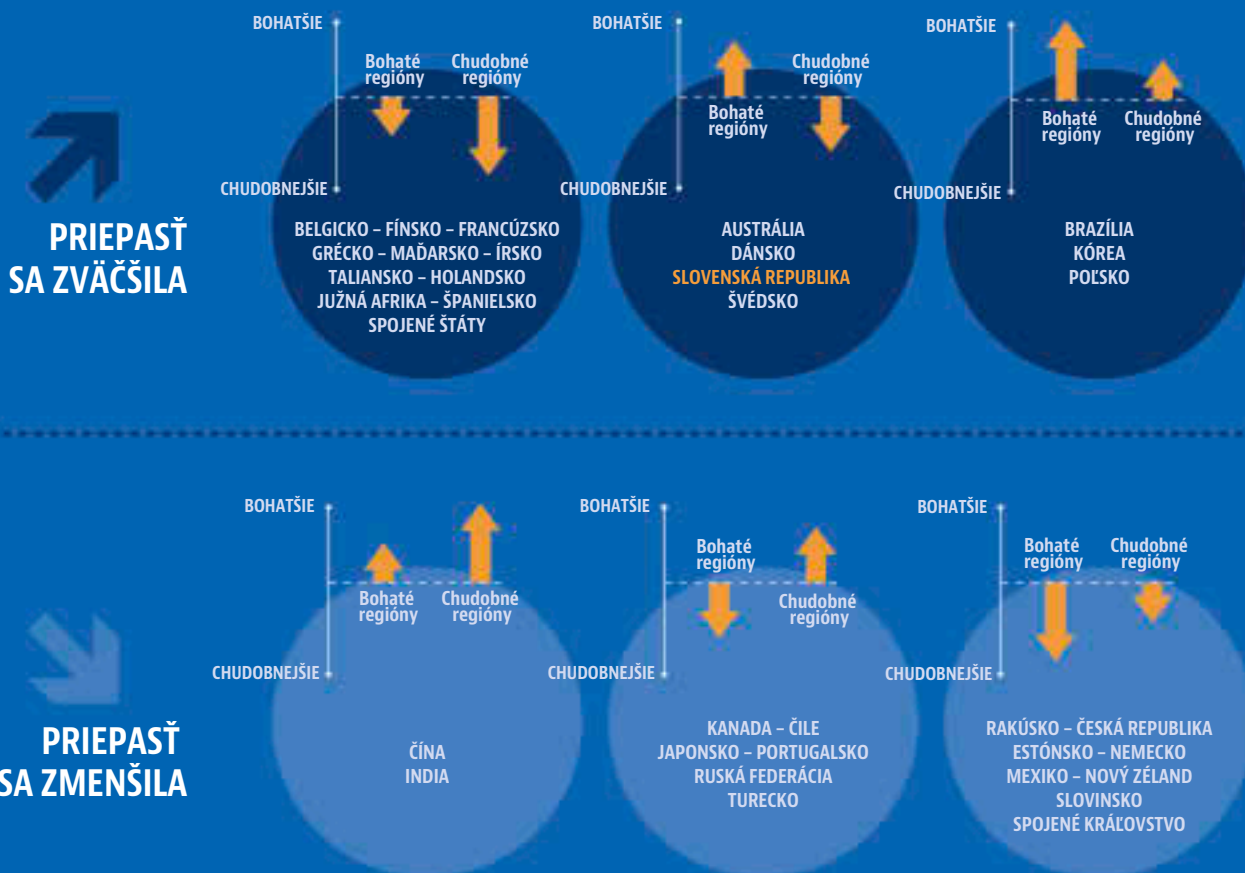 BOHATŠIE
Bohaté
regióny
Chudobné
regióny
CHUDOBNEJŠIE
BELGICKO – FÍNSKO – FRANCÚZSKO
GRÉCKO – MAĎARSKO – ÍRSKO
TALIANSKO – HOLANDSKO
JUŽNÁ AFRIKA – ŠPANIELSKO
SPOJENÉ ŠTÁTY
BOHATŠIE
Bohaté
regióny
Chudobné
regióny
CHUDOBNEJŠIE
AUSTRÁLIA
DÁNSKO
SLOVENSKÁ REPUBLIKA
ŠVÉDSKO
BOHATŠIE
Bohaté
regióny
Chudobné
regióny
CHUDOBNEJŠIE
BRAZÍLIA
KÓREA
POĽSKO
PRIEPASŤ
SA ZVÄČŠILA
BOHATŠIE
Bohaté
regióny
Chudobné
regióny
CHUDOBNEJŠIE
ČÍNA
INDIA
BOHATŠIE
Bohaté
regióny
Chudobné
regióny
CHUDOBNEJŠIE
KANADA – ČILE
JAPONSKO – PORTUGALSKO
RUSKÁ FEDERÁCIA
TURECKO
BOHATŠIE
Bohaté
regióny
Chudobné
regióny
CHUDOBNEJŠIE
RAKÚSKO – ČESKÁ REPUBLIKA
ESTÓNSKO – NEMECKO
MEXIKO – NOVÝ ZÉLAND
SLOVINSKO
SPOJENÉ KRÁĽOVSTVO
PRIEPASŤ
SA ZMENŠILA